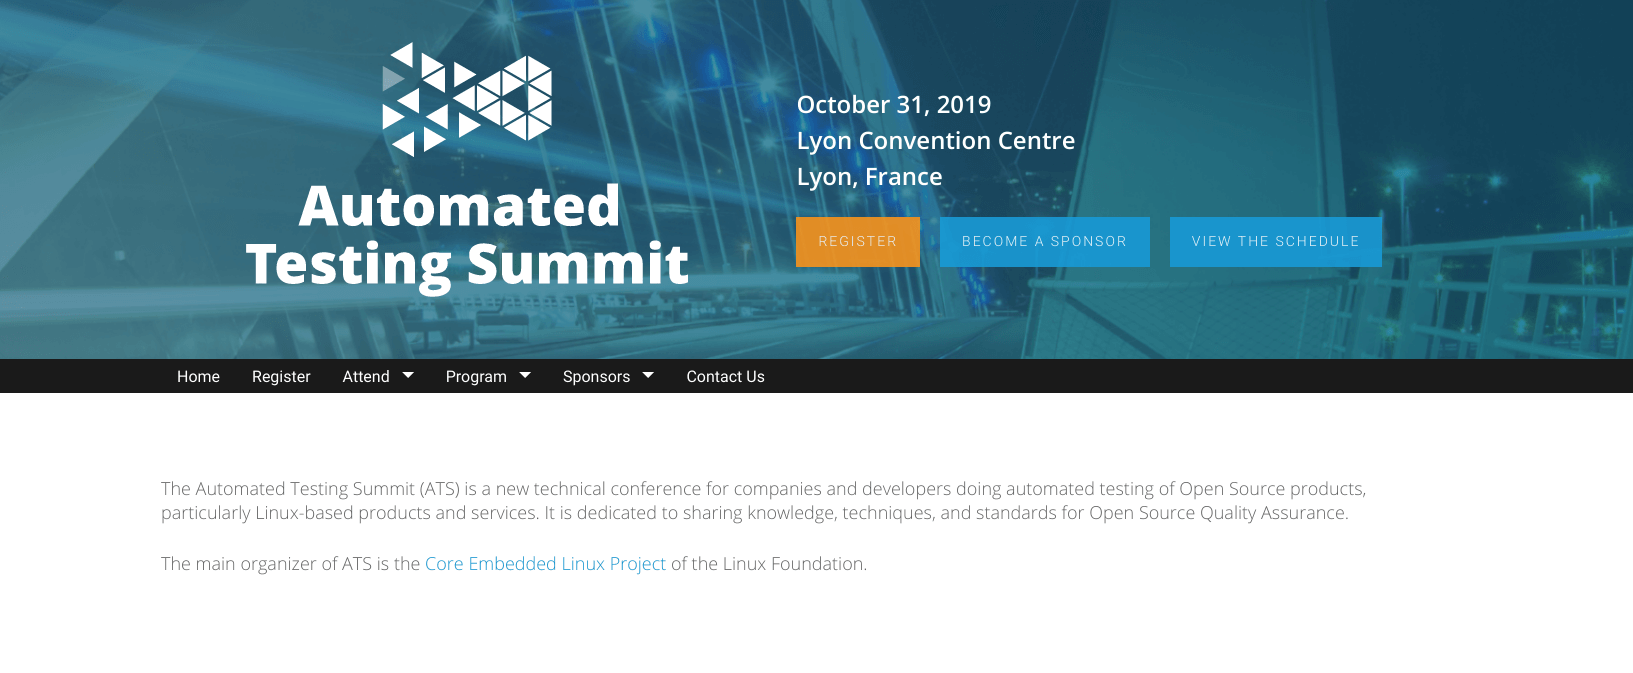 Automated
Testing Summit
October 31, 2019
Lyon Convention Centre
Lyon, France
REGISTER
BECOME A SPONSOR
VIEW THE SCHEDULE
Home
Register
Attend
Program
Sponsors
Contact Us
The Automated Testing Summit (ATS) is a new technical conference for companies and developers doing automated testing of Open Source products,
particularly Linux-based products and services. It is dedicated to sharing knowledge, techniques, and standards for Open Source Quality Assurance.
The main organizer of ATS is the Core Embedded Linux Project of the Linux Foundation.